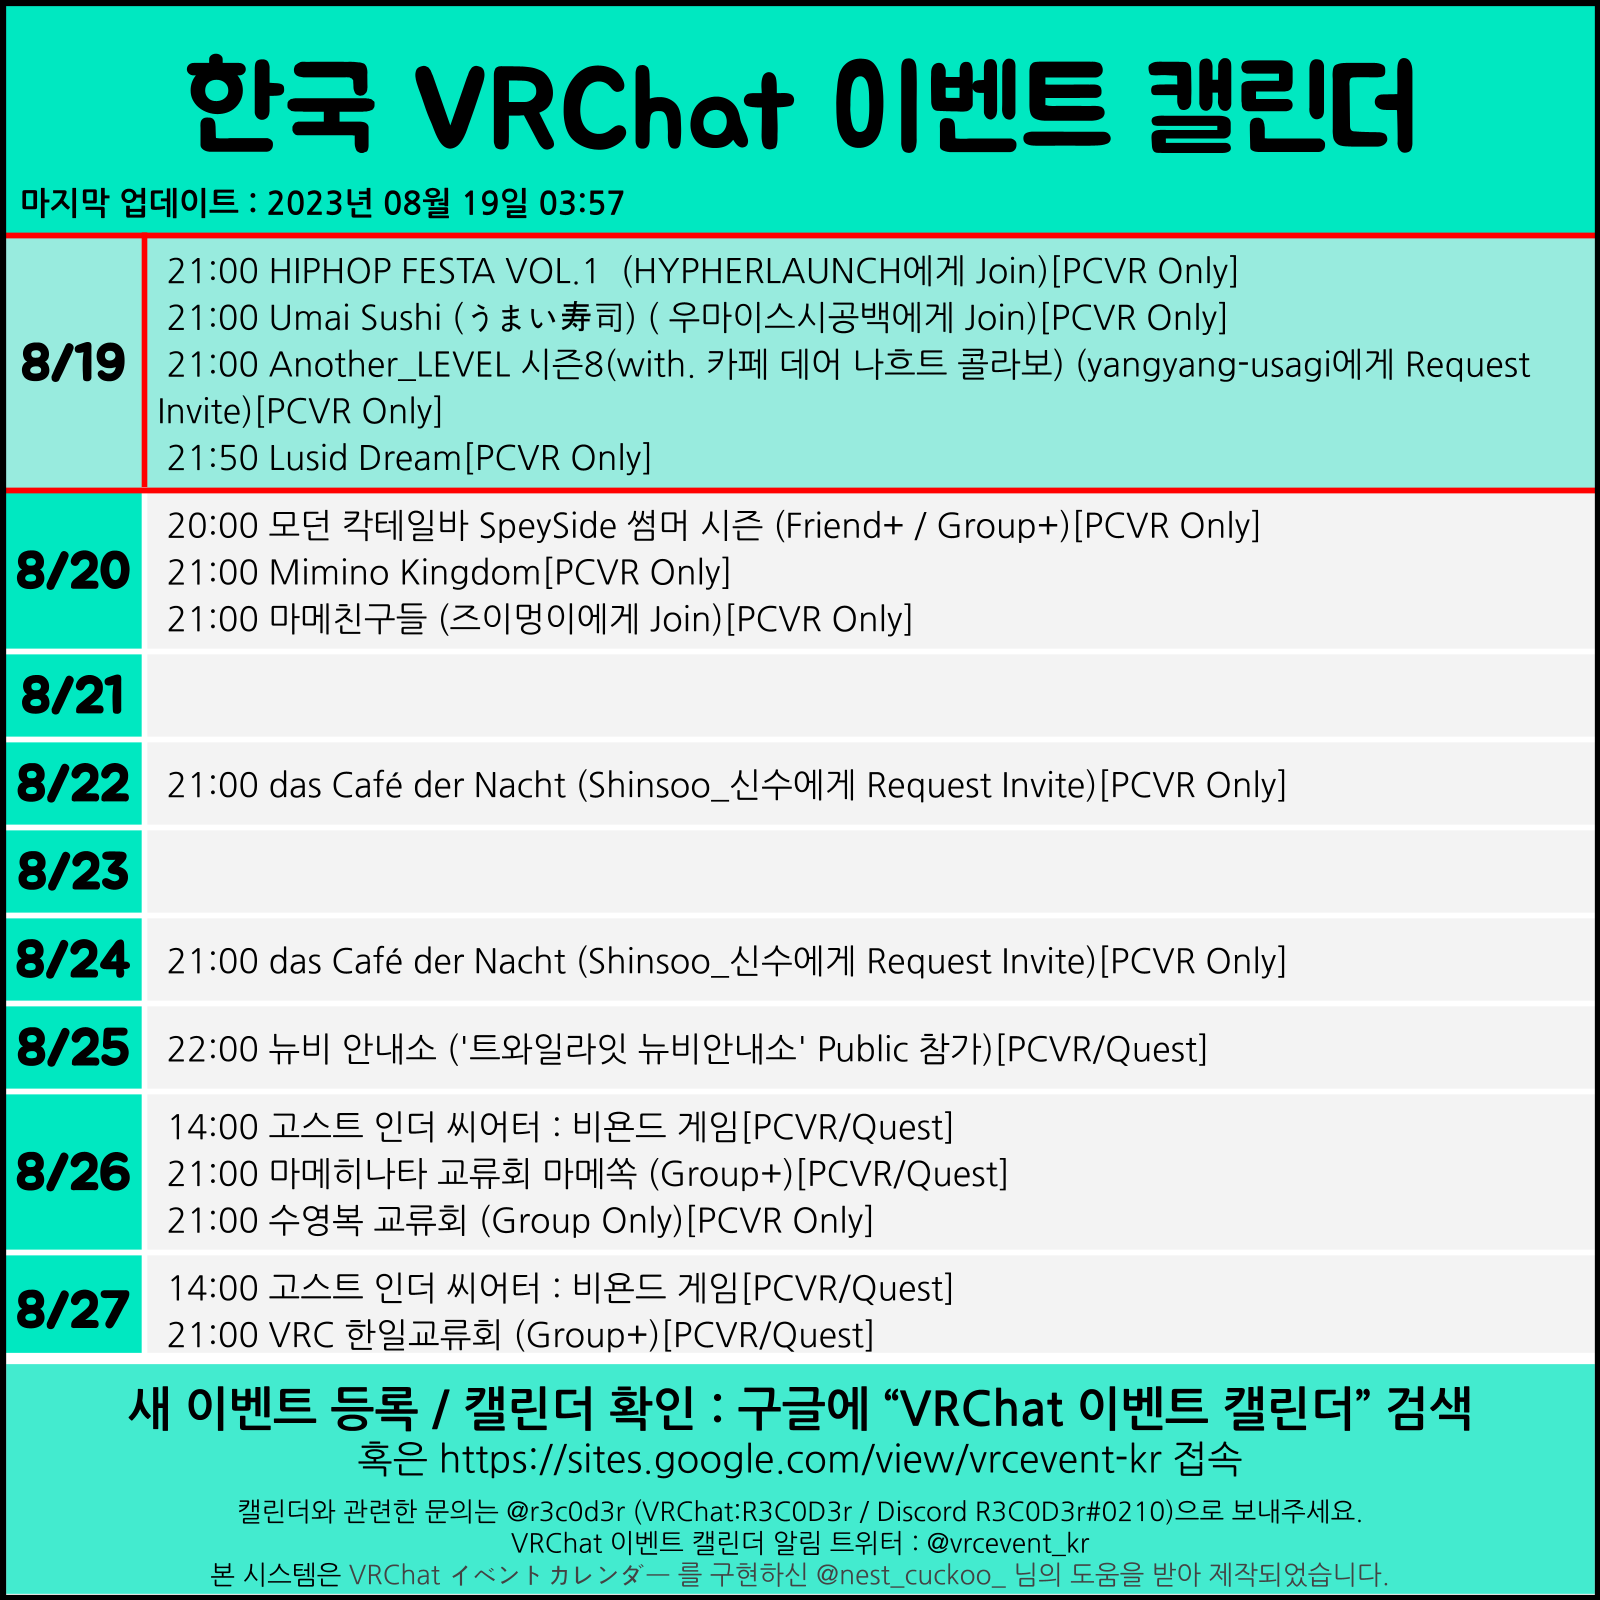 한국 VRChat 이벤트 캘린더
마지막 업데이트 : 2023년 08월 19일 03:57
8/19
21:00 HIPHOP FESTA VOL.1 (HYPHERLAUNCH에게 Join)[PCVR Only]
21:00 Umai Sushi (うまい寿司) ( 우마이스시공백에게 Join)[PCVR Only]
21:00 Another_LEVEL 시즌8(with. 카페 데어 나흐트 콜라보) (yangyang-usagi에게 Request
Invite)[PCVR Only]
21:50 Lusid Dream[PCVR Only]
8/20
20:00 모던 칵테일바 SpeySide 썸머 시즌 (Friend+ / Group+)[PCVR Only]
21:00 Mimino Kingdom[PCVR Only]
21:00 마메친구들 (즈이멍이에게 Join)[PCVR Only]
8/21
8/22
21:00 das Café der Nacht (Shinsoo_신수에게 Request Invite)[PCVR Only]
8/23
8/24
21:00 das Café der Nacht (Shinsoo_신수에게 Request Invite)[PCVR Only]
8/25
22:00 뉴비 안내소 ('트와일라잇 뉴비안내소' Public 참가)[PCVR/Quest]
8/26
14:00 고스트 인더 씨어터 : 비욘드 게임[PCVR/Quest]
21:00 마메히나타 교류회 마메쏙 (Group+)[PCVR/Quest]
21:00 수영복 교류회 (Group Only)[PCVR Only]
8/27
14:00 고스트 인더 씨어터 : 비욘드 게임[PCVR/Quest]
21:00 VRC 한일교류회 (Group+)[PCVR/Quest]
새 이벤트 등록 / 캘린더 확인 : 구글에 “VRChat 이벤트 캘린더” 검색
혹은 https://sites.google.com/view/vrcevent-kr 접속
캘린더와 관련한 문의는 @r3c0d3r (VRChat:R3C0D3r / Discord R3C0D3r#0210)으로 보내주세요.
VRChat 이벤트 캘린더 알림 트위터 : @vrcevent_kr
본 시스템은 VRChat イベントカレンダー 를 구현하신 @nest_cuckoo_ 님의 도움을 받아 제작되었습니다.